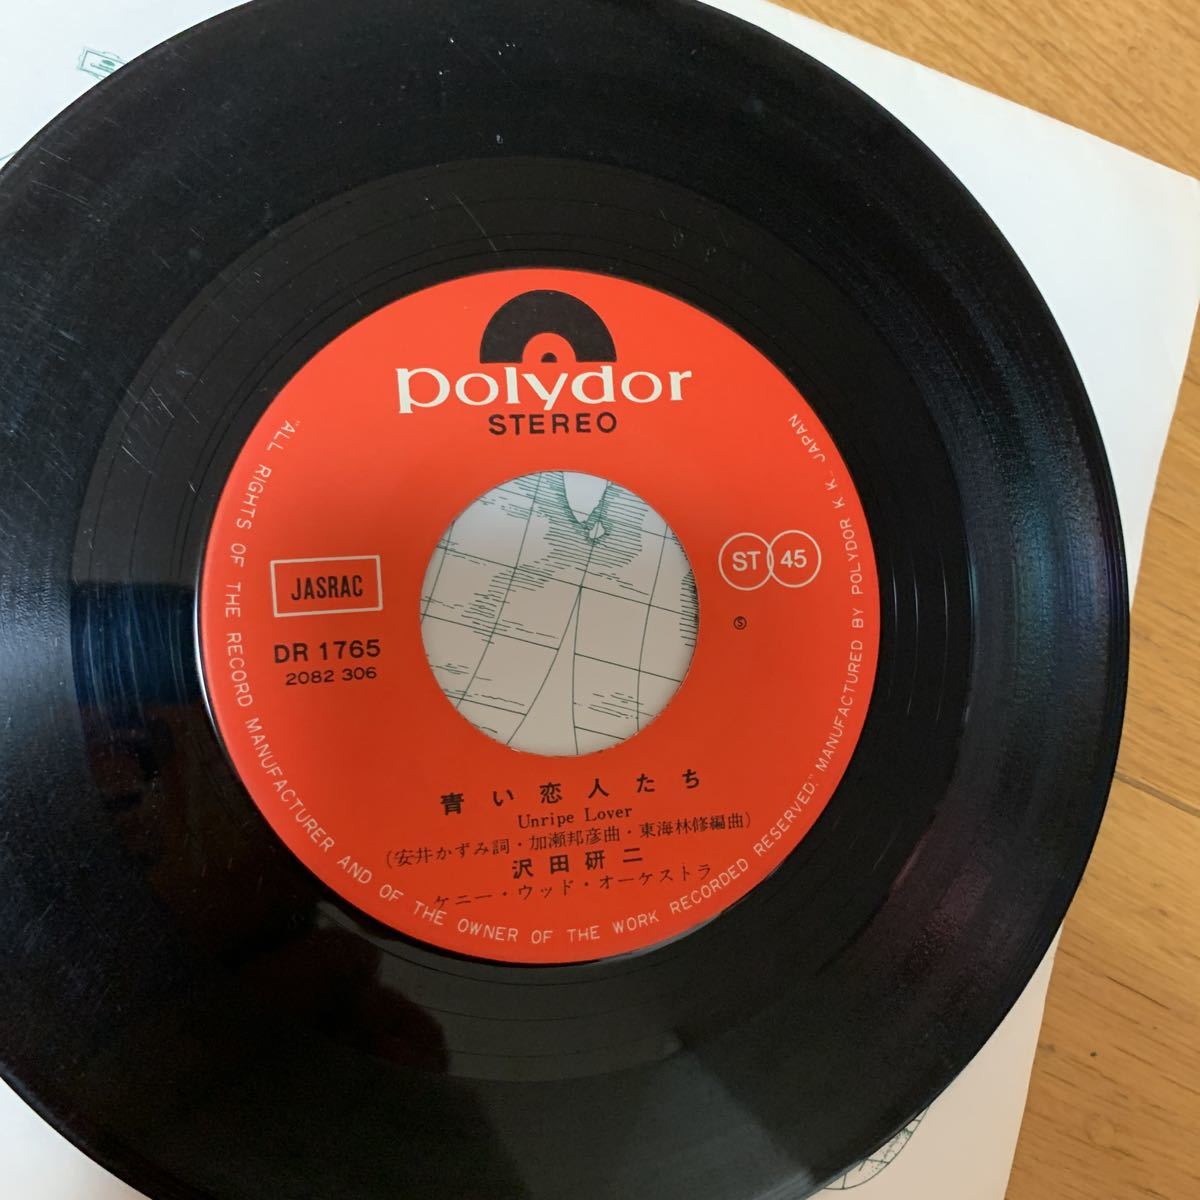 polydor
STEREO
"ALL RIGHTS OF THE RECORD MANUFACTURER AND OF THE OWNER OF THE WORK RECORDED RESERVED." MANUFACTURED BY POLYDOR K. K. JAPAN
JASRAC
ST 45
DR 1765
2082 306
Ⓢ
青い恋人たち
Unripe Lover
(安井かずみ詞・加瀬邦彦曲・東海林修編曲)
沢田研二
ケニー・ウッド・オーケストラ